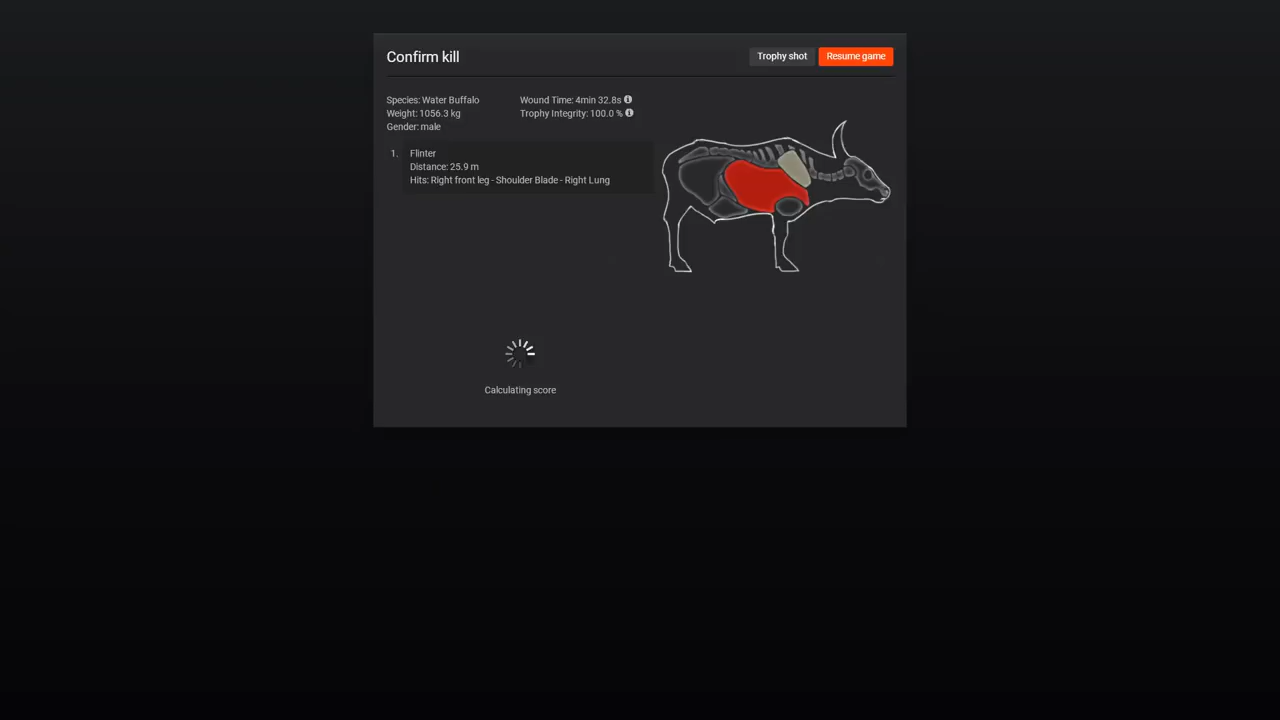 Confirm kill
Trophy shot
Resume game
Species: Water Buffalo
Weight: 1056.3 kg
Gender: male
Wound Time: 4min 32.8s
Trophy Integrity: 100.0 %
1.
Flinter
Distance: 25.9 m
Hits: Right front leg - Shoulder Blade - Right Lung
Calculating score